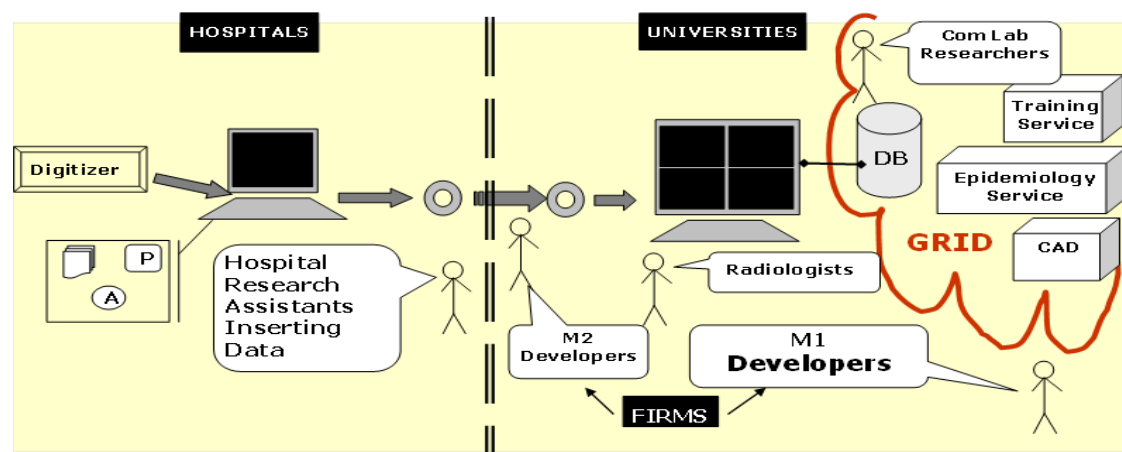 HOSPITALS
UNIVERSITIES
Com Lab
Researchers
Training
Service
Digitizer
DB
Epidemiology
Service
P
A
Hospital
Research
Assistants
Inserting
Data
GRID
CAD
Radiologists
M2
Developers
M1
Developers
FIRMS